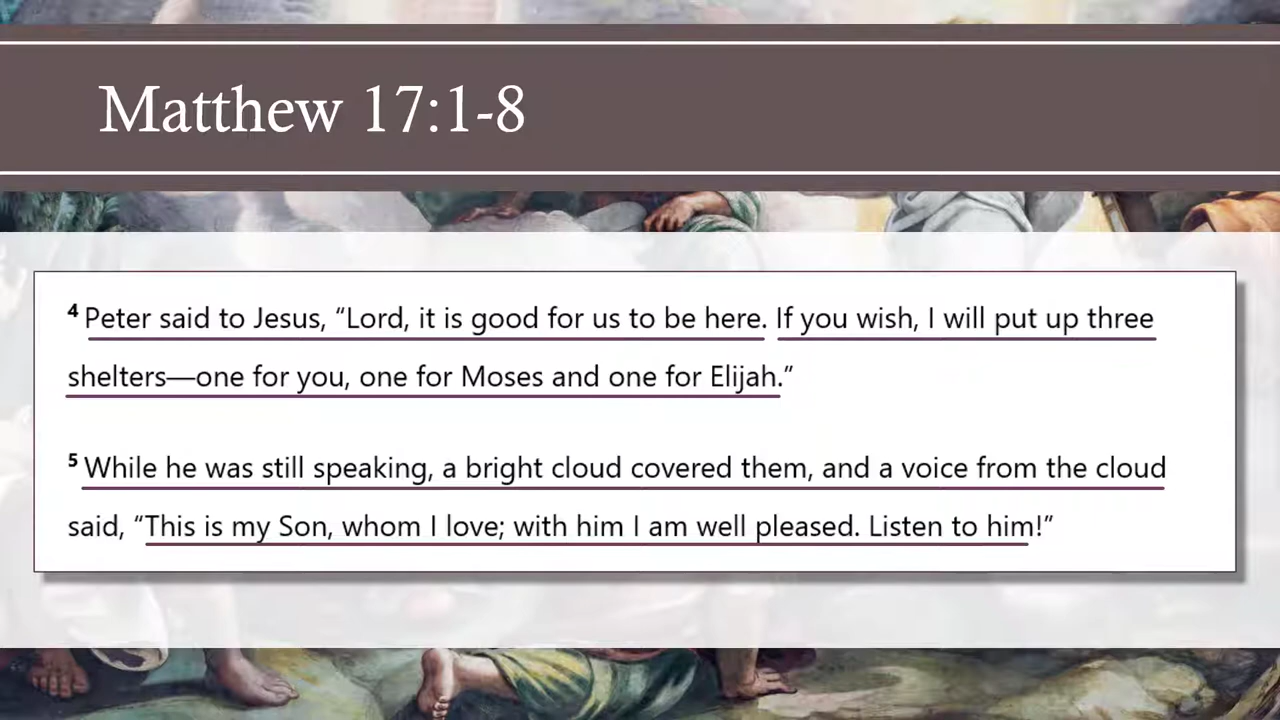 Matthew 17:1-8
4 Peter said to Jesus, “Lord, it is good for us to be here. If you wish, I will put up three
shelters—one for you, one for Moses and one for Elijah.”
5 While he was still speaking, a bright cloud covered them, and a voice from the cloud
said, “This is my Son, whom I love; with him I am well pleased. Listen to him!”